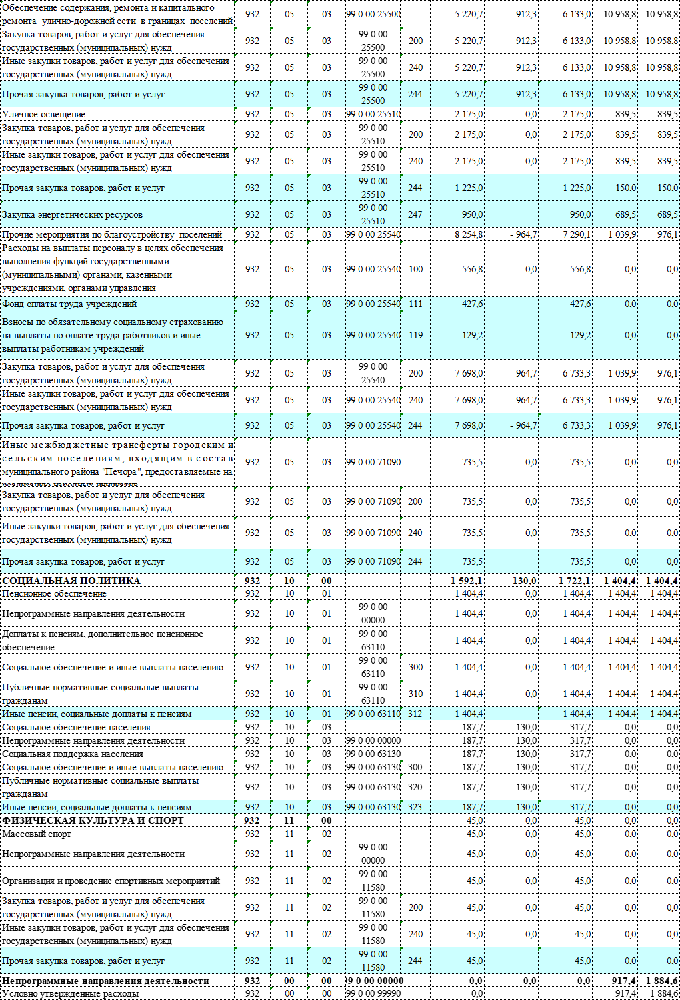 Обеспечение содержания, ремонта и капитального
ремонта улично-дорожной сети в границах поселений 932 05 03 99 0 00 25500 5 220,7 912,3 6 133,0 10 958,8 10 958,8
Закупка товаров, работ и услуг для обеспечения
государственных (муниципальных) нужд 932 05 03 99 0 00
25500 200 5 220,7 912,3 6 133,0 10 958,8 10 958,8
Иные закупки товаров, работ и услуг для обеспечения
государственных (муниципальных) нужд 932 05 03 99 0 00
25500 240 5 220,7 912,3 6 133,0 10 958,8 10 958,8
Прочая закупка товаров, работ и услуг 932 05 03 99 0 00
25500 244 5 220,7 912,3 6 133,0 10 958,8 10 958,8
Уличное освещение 932 05 03 99 0 00 25510 2 175,0 0,0 2 175,0 839,5 839,5
Закупка товаров, работ и услуг для обеспечения
государственных (муниципальных) нужд 932 05 03 99 0 00
25510 200 2 175,0 0,0 2 175,0 839,5 839,5
Иные закупки товаров, работ и услуг для обеспечения
государственных (муниципальных) нужд 932 05 03 99 0 00
25510 240 2 175,0 0,0 2 175,0 839,5 839,5
Прочая закупка товаров, работ и услуг 932 05 03 99 0 00
25510 244 1 225,0 1 225,0 150,0 150,0
Закупка энергетических ресурсов 932 05 03 99 0 00
25510 247 950,0 950,0 689,5 689,5
Прочие мероприятия по благоустройству поселений 932 05 03 99 0 00 25540 8 254,8 - 964,7 7 290,1 1 039,9 976,1
Расходы на выплаты персоналу в целях обеспечения
выполнения функций государственными
(муниципальными) органами, казенными
учреждениями, органами управления 932 05 03 99 0 00 25540 100 556,8 0,0 556,8 0,0 0,0
Фонд оплаты труда учреждений 932 05 03 99 0 00 25540 111 427,6 427,6 0,0 0,0
Взносы по обязательному социальному страхованию
на выплаты по оплате труда работников и иные
выплаты работникам учреждений 932 05 03 99 0 00 25540 119 129,2 129,2 0,0 0,0
Закупка товаров, работ и услуг для обеспечения
государственных (муниципальных) нужд 932 05 03 99 0 00
25540 200 7 698,0 - 964,7 6 733,3 1 039,9 976,1
Иные закупки товаров, работ и услуг для обеспечения
государственных (муниципальных) нужд 932 05 03 99 0 00 25540 240 7 698,0 - 964,7 6 733,3 1 039,9 976,1
Прочая закупка товаров, работ и услуг 932 05 03 99 0 00 25540 244 7 698,0 - 964,7 6 733,3 1 039,9 976,1
Иные межбюджетные трансферты городским и
сельским поселениям, входящим в состав
муниципального района "Печора", предоставляемые на
реализацию народных инициатив 932 05 03 99 0 00 71090 735,5 0,0 735,5 0,0 0,0
Закупка товаров, работ и услуг для обеспечения
государственных (муниципальных) нужд 932 05 03 99 0 00 71090 200 735,5 0,0 735,5 0,0 0,0
Иные закупки товаров, работ и услуг для обеспечения
государственных (муниципальных) нужд 932 05 03 99 0 00 71090 240 735,5 0,0 735,5 0,0 0,0
Прочая закупка товаров, работ и услуг 932 05 03 99 0 00 71090 244 735,5 735,5 0,0 0,0
СОЦИАЛЬНАЯ ПОЛИТИКА 932 10 00 1 592,1 130,0 1 722,1 1 404,4 1 404,4
Пенсионное обеспечение 932 10 01 1 404,4 0,0 1 404,4 1 404,4 1 404,4
Непрограммные направления деятельности 932 10 01 99 0 00
00000 1 404,4 0,0 1 404,4 1 404,4 1 404,4
Доплаты к пенсиям, дополнительное пенсионное
обеспечение 932 10 01 99 0 00
63110 1 404,4 0,0 1 404,4 1 404,4 1 404,4
Социальное обеспечение и иные выплаты населению 932 10 01 99 0 00
63110 300 1 404,4 0,0 1 404,4 1 404,4 1 404,4
Публичные нормативные социальные выплаты
гражданам 932 10 01 99 0 00
63110 310 1 404,4 0,0 1 404,4 1 404,4 1 404,4
Иные пенсии, социальные доплаты к пенсиям 932 10 01 99 0 00 63110 312 1 404,4 1 404,4 1 404,4 1 404,4
Социальное обеспечение населения 932 10 03 187,7 130,0 317,7 0,0 0,0
Непрограммные направления деятельности 932 10 03 99 0 00 00000 187,7 130,0 317,7 0,0 0,0
Социальная поддержка населения 932 10 03 99 0 00 63130 187,7 130,0 317,7 0,0 0,0
Социальное обеспечение и иные выплаты населению 932 10 03 99 0 00 63130 300 187,7 130,0 317,7 0,0 0,0
Публичные нормативные социальные выплаты
гражданам 932 10 03 99 0 00 63130 320 187,7 130,0 317,7 0,0 0,0
Иные пенсии, социальные доплаты к пенсиям 932 10 03 99 0 00 63130 323 187,7 130,0 317,7 0,0 0,0
ФИЗИЧЕСКАЯ КУЛЬТУРА И СПОРТ 932 11 00 45,0 0,0 45,0 0,0 0,0
Массовый спорт 932 11 02 45,0 0,0 45,0 0,0 0,0
Непрограммные направления деятельности 932 11 02 99 0 00
00000 45,0 0,0 45,0 0,0 0,0
Организация и проведение спортивных мероприятий 932 11 02 99 0 00
11580 45,0 0,0 45,0 0,0 0,0
Закупка товаров, работ и услуг для обеспечения
государственных (муниципальных) нужд 932 11 02 99 0 00
11580 200 45,0 0,0 45,0 0,0 0,0
Иные закупки товаров, работ и услуг для обеспечения
государственных (муниципальных) нужд 932 11 02 99 0 00
11580 240 45,0 0,0 45,0 0,0 0,0
Прочая закупка товаров, работ и услуг 932 11 02 99 0 00
11580 244 45,0 45,0 0,0 0,0
Непрограммные направления деятельности 932 00 00 99 0 00 00000 0,0 0,0 0,0 917,4 1 884,6
Условно утвержденные расходы 932 00 00 99 0 00 99990 0,0 917,4 1 884,6